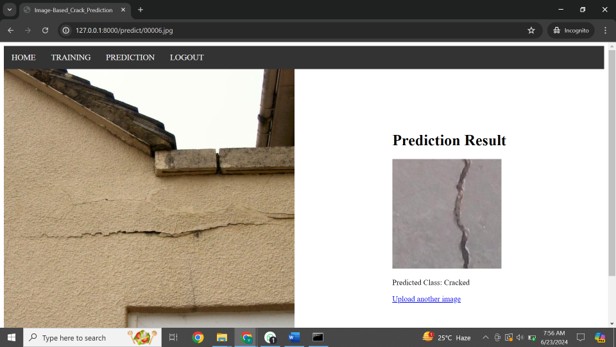 Image-Based_Crack_Prediction
127.0.0.1:8000/predict/00006.jpg
Incognito
HOME TRAINING PREDICTION LOGOUT
Prediction Result
Predicted Class: Cracked
Upload another image
Type here to search
25°C Haze
7:56 AM
6/23/2024